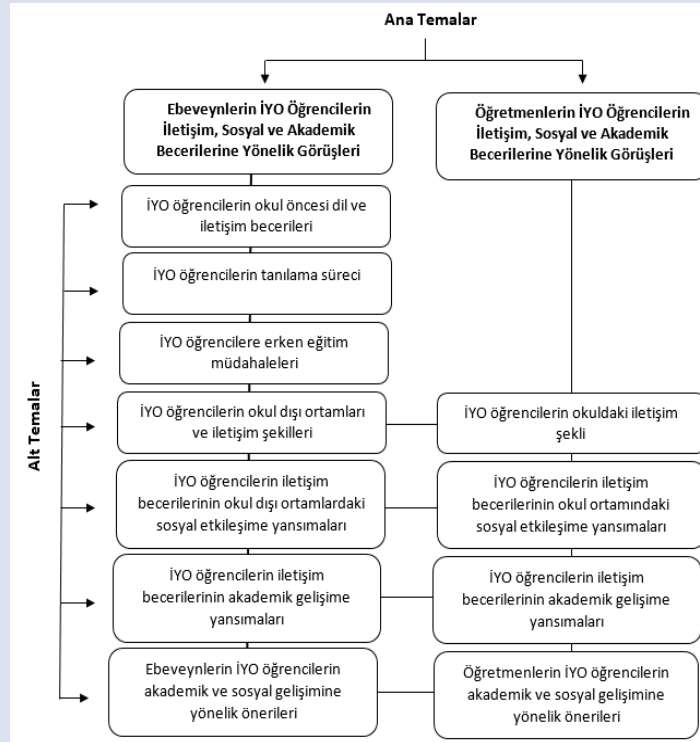 Ana Temalar
Ebeveynlerin İYO Öğrencilerin
İletişim, Sosyal ve Akademik
Becerilerine Yönelik Görüşleri
Öğretmenlerin İYO Öğrencilerin
İletişim, Sosyal ve Akademik
Becerilerine Yönelik Görüşleri
Alt Temalar
İYO öğrencilerin okul öncesi dil ve
iletişim becerileri
İYO öğrencilerin tanılama süreci
İYO öğrencilere erken eğitim
müdahaleleri
İYO öğrencilerin okul dışı ortamları
ve iletişim şekilleri
İYO öğrencilerin okuldaki iletişim
şekli
İYO öğrencilerin iletişim
becerilerinin okul dışı ortamlardaki
sosyal etkileşime yansımaları
İYO öğrencilerin iletişim
becerilerinin okul ortamındaki
sosyal etkileşime yansımaları
İYO öğrencilerin iletişim
becerilerinin akademik gelişime
yansımaları
İYO öğrencilerin iletişim
becerilerinin akademik gelişime
yansımaları
Ebeveynlerin İYO öğrencilerin
akademik ve sosyal gelişimine
yönelik önerileri
Öğretmenlerin İYO öğrencilerin
akademik ve sosyal gelişimine
yönelik önerileri